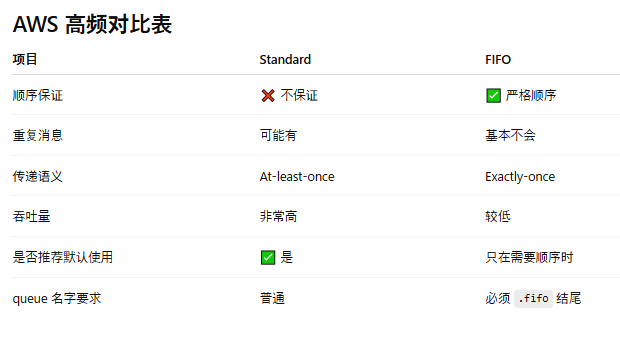 AWS 高频对比表
项目 Standard FIFO
顺序保证 ❌ 不保证 ✅ 严格顺序
重复消息 可能有 基本不会
传递语义 At-least-once Exactly-once
吞吐量 非常高 较低
是否推荐默认使用 ✅ 是 只在需要顺序时
queue 名字要求 普通 必须 .fifo 结尾